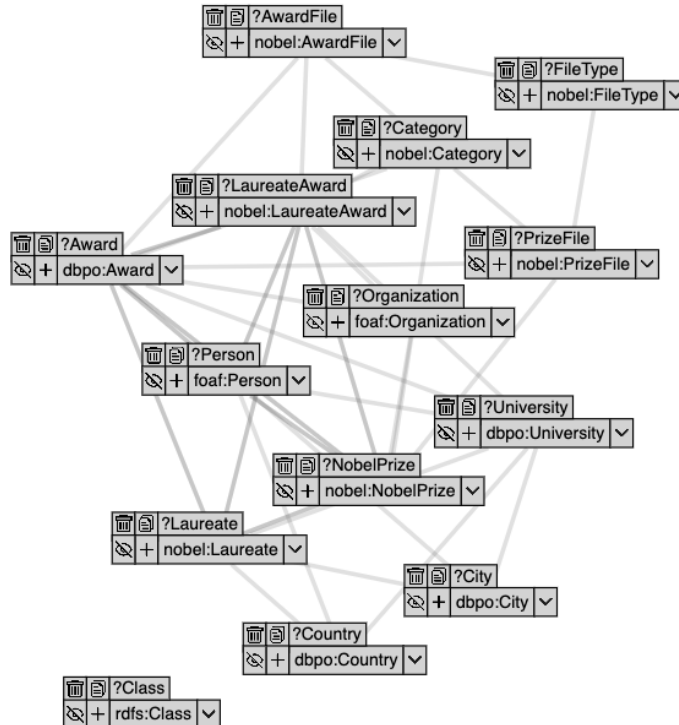 ?AwardFile
nobel:AwardFile
?FileType
nobel:FileType
?Category
nobel:Category
?LaureateAward
nobel:LaureateAward
?Award
dbpo:Award
?PrizeFile
nobel:PrizeFile
?Organization
foaf:Organization
?Person
foaf:Person
?University
dbpo:University
?NobelPrize
nobel:NobelPrize
?Laureate
nobel:Laureate
?City
dbpo:City
?Country
dbpo:Country
?Class
rdfs:Class